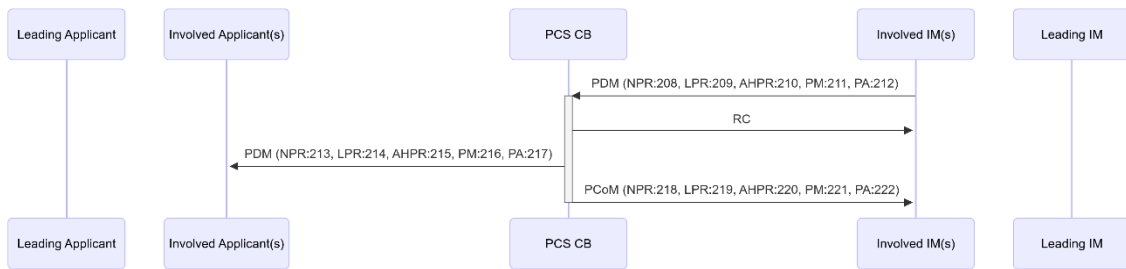 Leading Applicant
Involved Applicant(s)
PCS CB
Involved IM(s)
Leading IM
PDM (NPR:208, LPR:209, AHPR:210, PM:211, PA:212)
RC
PDM (NPR:213, LPR:214, AHPR:215, PM:216, PA:217)
PCoM (NPR:218, LPR:219, AHPR:220, PM:221, PA:222)
Leading Applicant
Involved Applicant(s)
PCS CB
Involved IM(s)
Leading IM